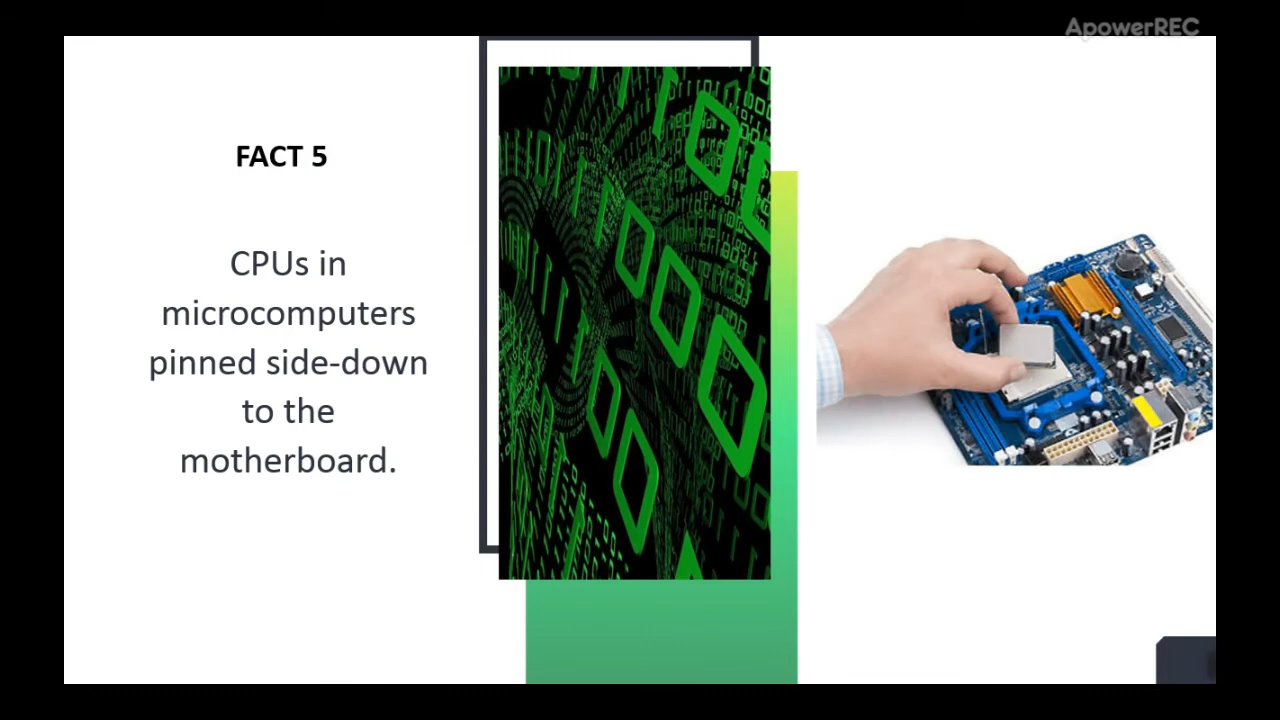 ApowerREC
FACT 5
CPUs in
microcomputers
pinned side-down
to the
motherboard.